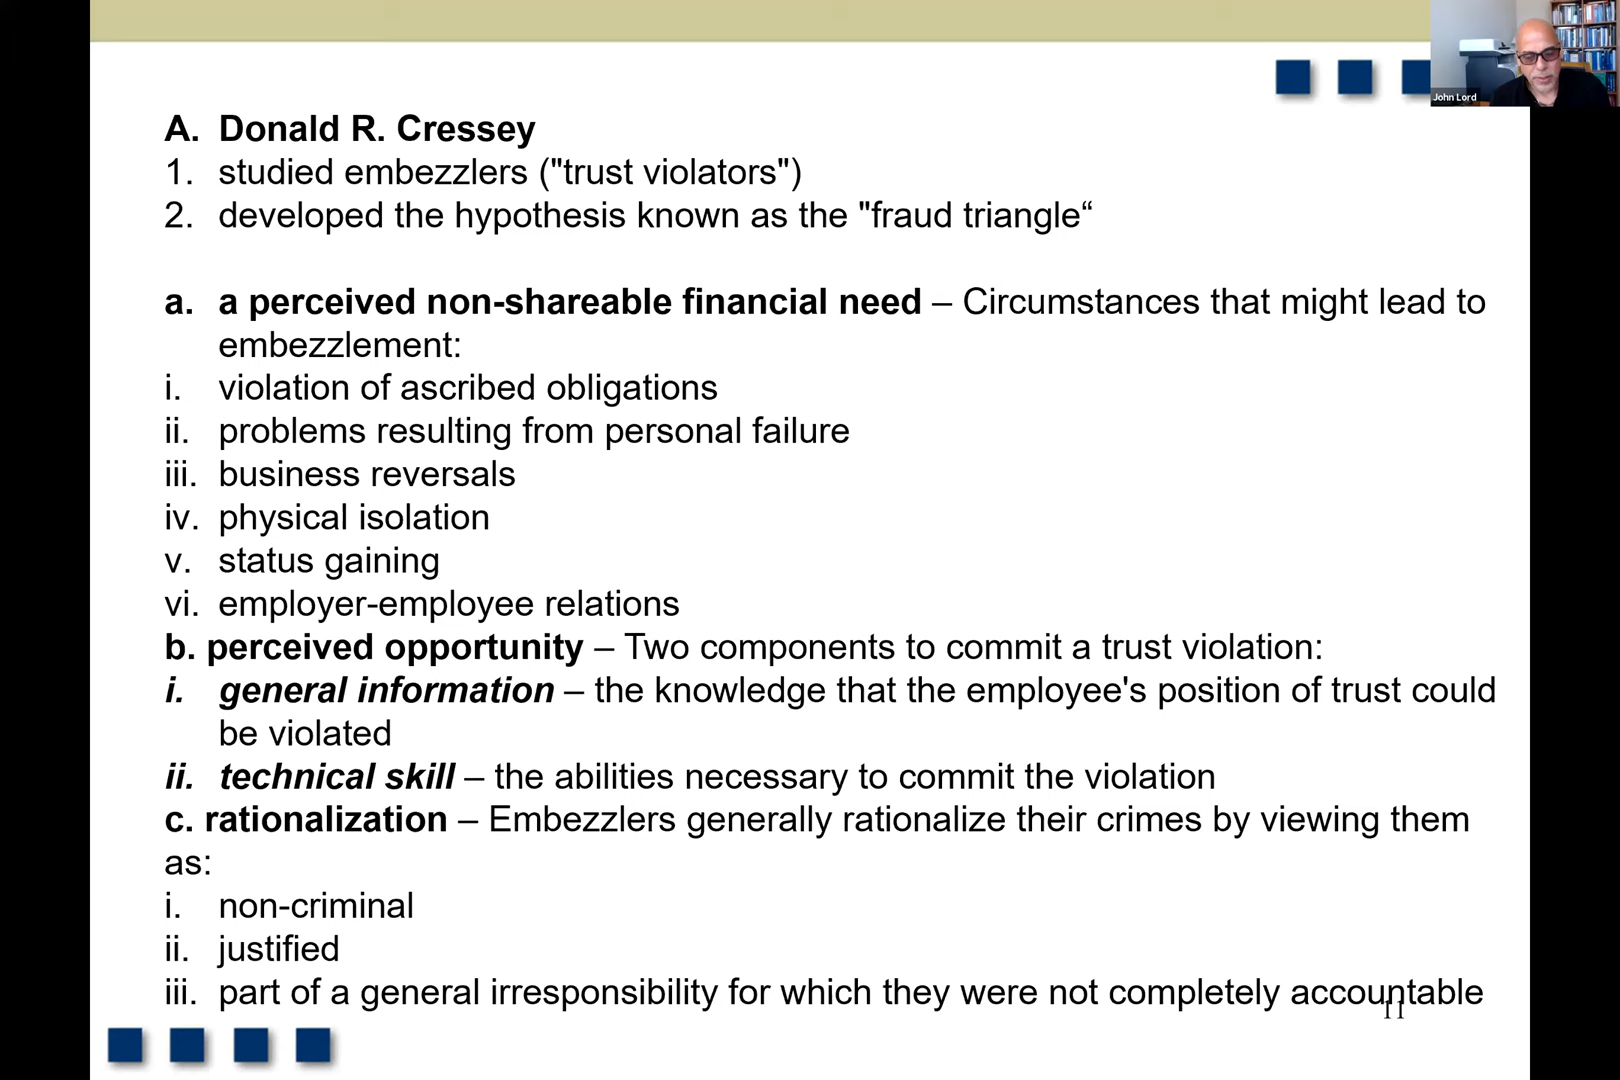 John Lord
A. Donald R. Cressey
1. studied embezzlers ("trust violators")
2. developed the hypothesis known as the "fraud triangle“
a. a perceived non-shareable financial need – Circumstances that might lead to
embezzlement:
i. violation of ascribed obligations
ii. problems resulting from personal failure
iii. business reversals
iv. physical isolation
v. status gaining
vi. employer-employee relations
b. perceived opportunity – Two components to commit a trust violation:
i. general information – the knowledge that the employee's position of trust could
be violated
ii. technical skill – the abilities necessary to commit the violation
c. rationalization – Embezzlers generally rationalize their crimes by viewing them
as:
i. non-criminal
ii. justified
iii. part of a general irresponsibility for which they were not completely accountable
11